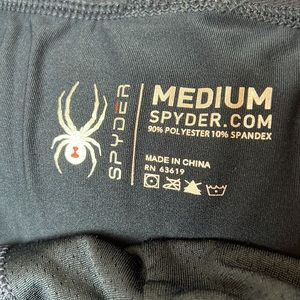 SPYDER
MEDIUM
SPYDER.COM
90% POLYESTER 10% SPANDEX
MADE IN CHINA
RN 63619